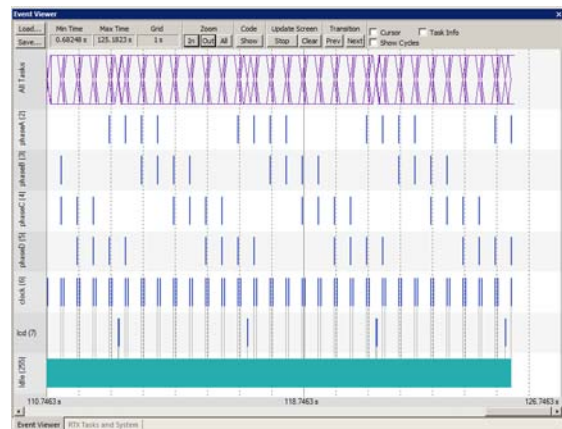 Event Viewer
Load... Min Time Max Time Grid Zoom Code Update Screen Transition Cursor Task Info
Save... 0.68248 s 125.1823 s 1 s In Out All Show Stop Clear Prev Next Show Cycles
All Tasks
phaseA (2)
phaseB (3)
phaseC (4)
phaseD (5)
clock (6)
lcd (7)
Idle (255)
110.7463 s 118.7463 s 126.7463 s
Event Viewer RTX Tasks and System